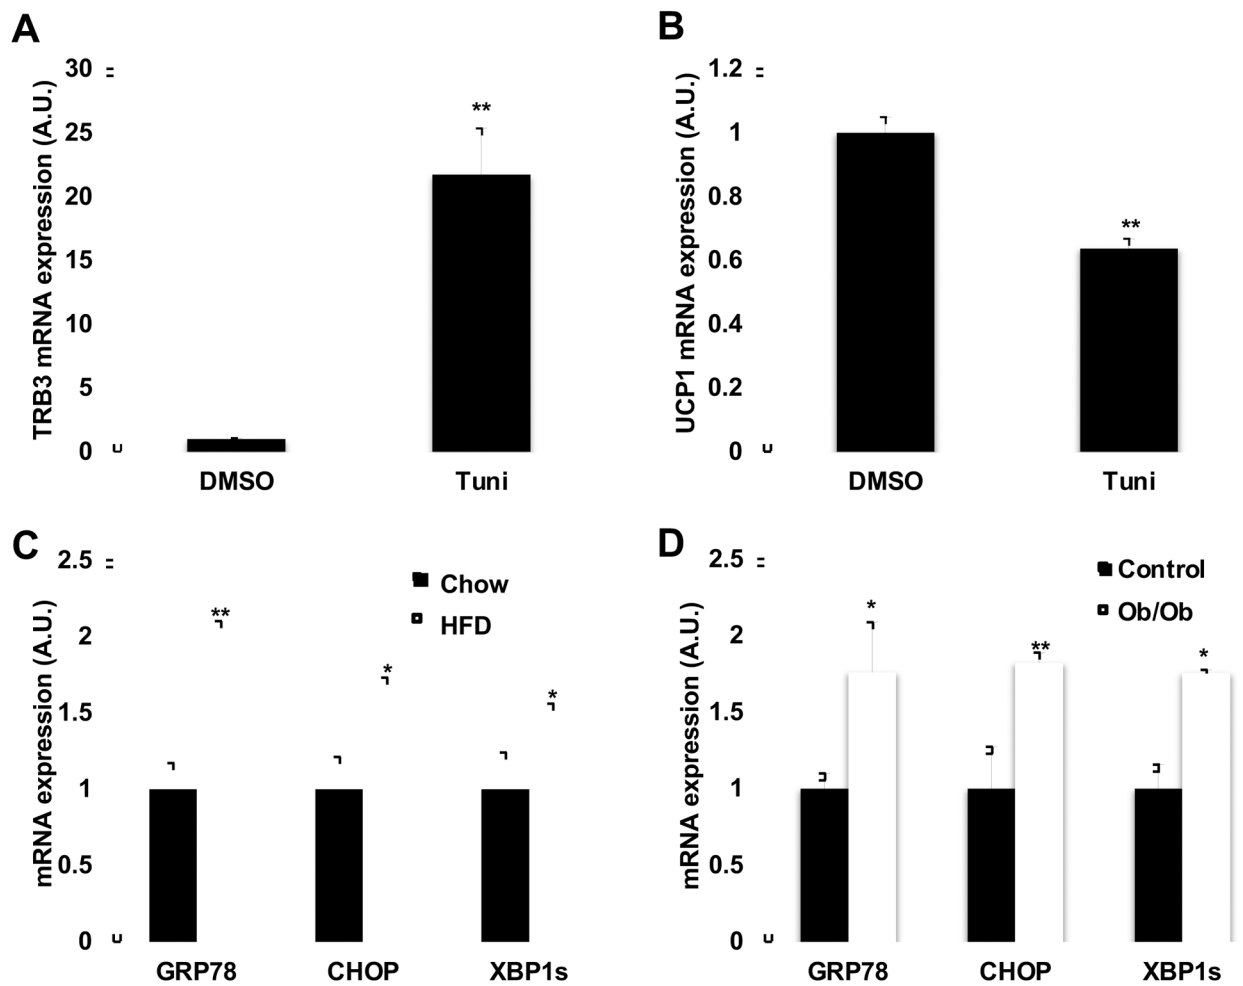 A
TRB3 mRNA expression (A.U.)
30
25
20
15
10
5
0
**
DMSO
Tuni
B
UCP1 mRNA expression (A.U.)
1.2
1
0.8
0.6
0.4
0.2
0
**
DMSO
Tuni
C
mRNA expression (A.U.)
2.5
2
1.5
1
0.5
0
Chow
HFD
**
*
*
GRP78
CHOP
XBP1s
D
mRNA expression (A.U.)
2.5
2
1.5
1
0.5
0
Control
Ob/Ob
*
**
*
GRP78
CHOP
XBP1s